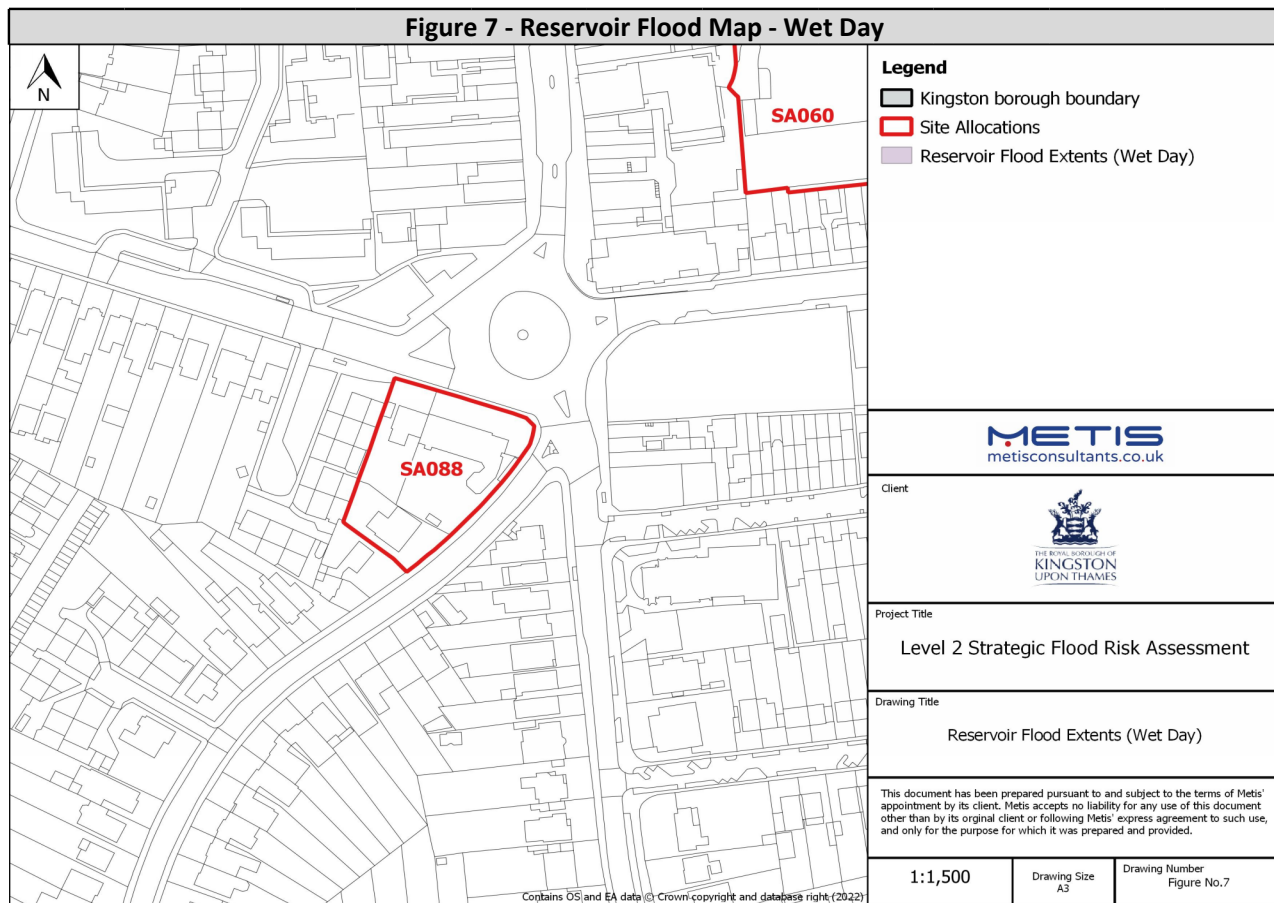 Figure 7 - Reservoir Flood Map - Wet Day
N
SA060
SA088
Contains OS and EA data © Crown copyright and database right (2022)
Legend
Kingston borough boundary
Site Allocations
Reservoir Flood Extents (Wet Day)
METIS
metisconsultants.co.uk
Client
THE ROYAL BOROUGH OF
KINGSTON
UPON THAMES
Project Title
Level 2 Strategic Flood Risk Assessment
Drawing Title
Reservoir Flood Extents (Wet Day)
This document has been prepared pursuant to and subject to the terms of Metis'
appointment by its client. Metis accepts no liability for any use of this document
other than by its orginal client or following Metis' express agreement to such use,
and only for the purpose for which it was prepared and provided.
1:1,500
Drawing Size
A3
Drawing Number
Figure No.7